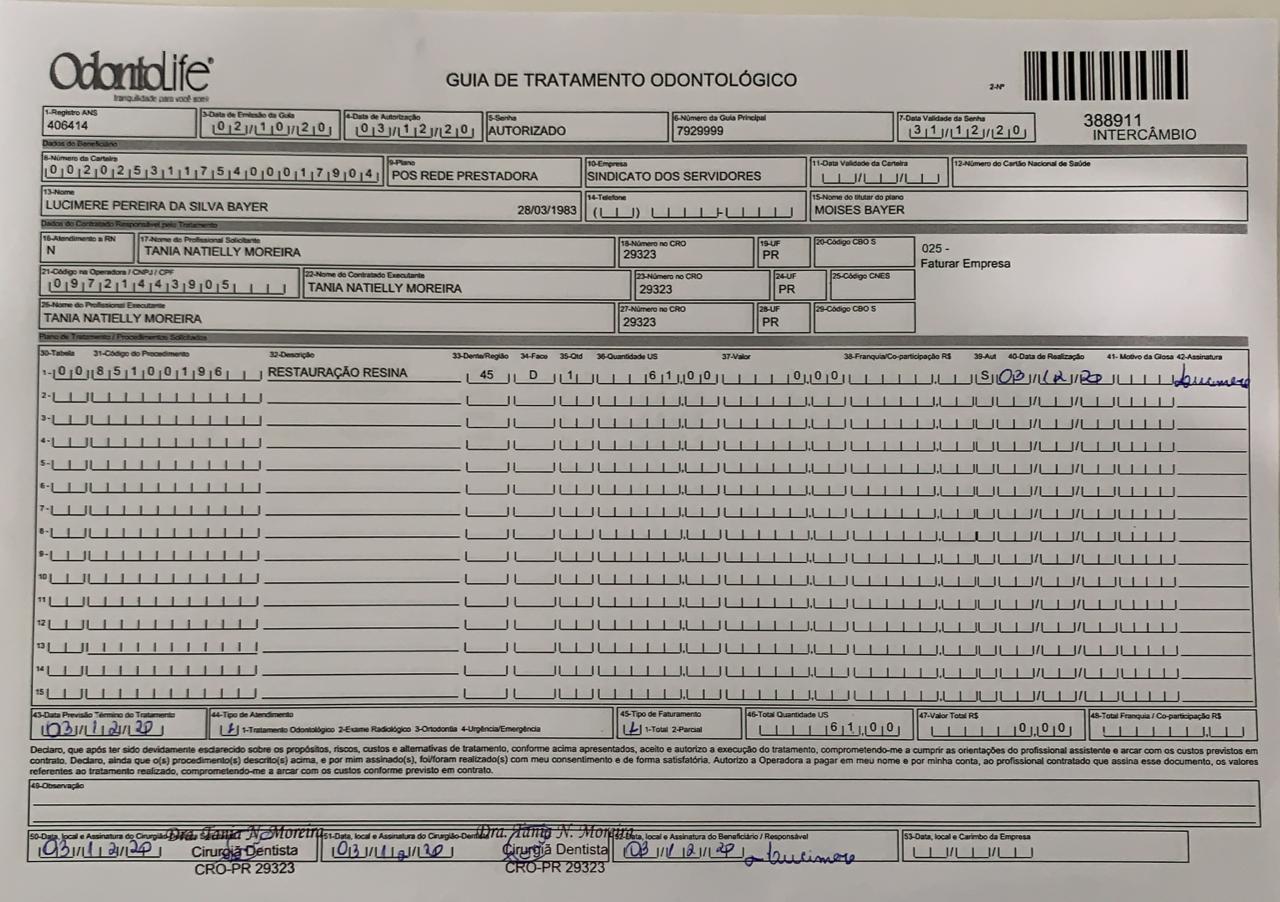 OdontoLife®
tranquilidade para você sorrir
GUIA DE TRATAMENTO ODONTOLÓGICO
2-Nº
388911
INTERCÂMBIO
1-Registro ANS
406414
3-Data de Emissão da Guia
02/10/20
4-Data de Autorização
03/12/20
5-Senha
AUTORIZADO
6-Número da Guia Principal
7929999
7-Data Validade da Senha
31/12/20
Dados do Beneficiário
8-Número da Carteira
00202531175400017904
9-Plano
POS REDE PRESTADORA
10-Empresa
SINDICATO DOS SERVIDORES
11-Data Validade da Carteira
12-Número do Cartão Nacional de Saúde
13-Nome
LUCIMERE PEREIRA DA SILVA BAYER 28/03/1983
14-Telefone
15-Nome do titular do plano
MOISES BAYER
Dados do Contratado Responsável pelo Tratamento
16-Atendimento a RN
N
17-Nome do Profissional Solicitante
TANIA NATIELLY MOREIRA
18-Número no CRO
29323
19-UF
PR
20-Código CBO S
025 -
Faturar Empresa
21-Código na Operadora / CNPJ / CPF
09721443905
22-Nome do Contratado Executante
TANIA NATIELLY MOREIRA
23-Número no CRO
29323
24-UF
PR
25-Código CNES
26-Nome do Profissional Executante
TANIA NATIELLY MOREIRA
27-Número no CRO
29323
28-UF
PR
29-Código CBO S
Plano de Tratamento / Procedimentos Solicitados
30-Tabela 31-Código do Procedimento 32-Descrição 33-Dente/Região 34-Face 35-Qtd 36-Quantidade US 37-Valor 38-Franquia/Co-participação R$ 39-Aut 40-Data de Realização 41- Motivo da Glosa 42-Assinatura
1- 00 85100196 RESTAURAÇÃO RESINA 45 D 1 61,00 0,00 S 03/12/20 Lucimere
2-
3-
4-
5-
6-
7-
8-
9-
10
11
12
13
14
15
43-Data Previsão Término do Tratamento
03/12/20
44-Tipo de Atendimento
1 1-Tratamento Odontológico 2-Exame Radiológico 3-Ortodontia 4-Urgência/Emergência
45-Tipo de Faturamento
1 1-Total 2-Parcial
46-Total Quantidade US
61,00
47-Valor Total R$
0,00
48-Total Franquia / Co-participação R$
Declaro, que após ter sido devidamente esclarecido sobre os propósitos, riscos, custos e alternativas de tratamento, conforme acima apresentados, aceito e autorizo a execução do tratamento, comprometendo-me a cumprir as orientações do profissional assistente e arcar com os custos previstos em
contrato. Declaro, ainda que o(s) procedimento(s) descrito(s) acima, e por mim assinado(s), foi/foram realizado(s) com meu consentimento e de forma satisfatória. Autorizo a Operadora a pagar em meu nome e por minha conta, ao profissional contratado que assina esse documento, os valores
referentes ao tratamento realizado, comprometendo-me a arcar com os custos conforme previsto em contrato.
49-Observação
50-Data, local e Assinatura do Cirurgião
03/12/20
Dra. Tania N. Moreira
Cirurgiã Dentista
CRO-PR 29323
51-Data, local e Assinatura do Cirurgião-Dentista
03/12/20
Dra. Tania N. Moreira
Cirurgiã Dentista
CRO-PR 29323
52-Data, local e Assinatura do Beneficiário / Responsável
03/12/20 Lucimere
53-Data, local e Carimbo da Empresa